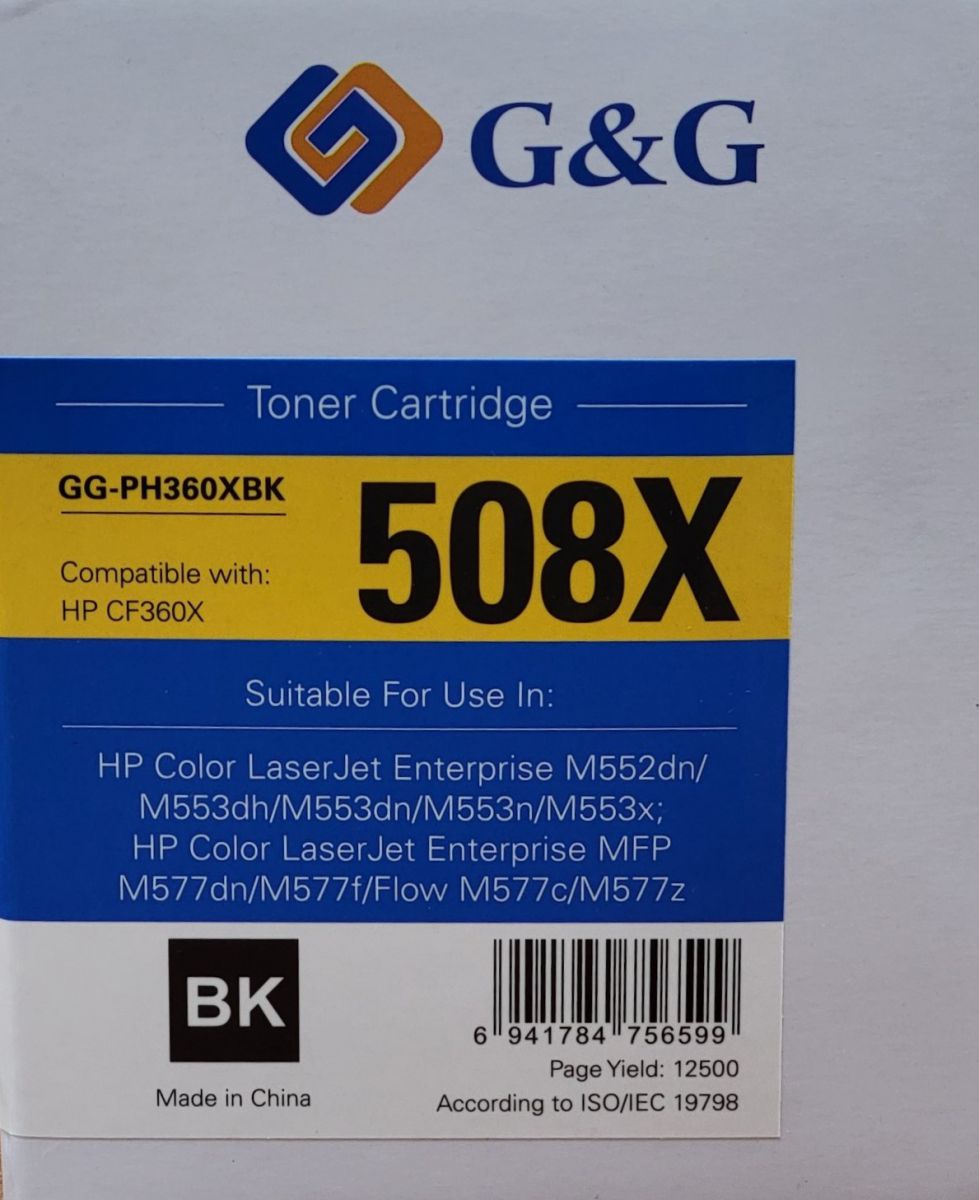 G&G
Toner Cartridge
GG-PH360XBK
508X
Compatible with:
HP CF360X
Suitable For Use In:
HP Color LaserJet Enterprise M552dn/
M553dh/M553dn/M553n/M553x;
HP Color LaserJet Enterprise MFP
M577dn/M577f/Flow M577c/M577z
BK
Made in China
6 941784 756599
Page Yield: 12500
According to ISO/IEC 19798